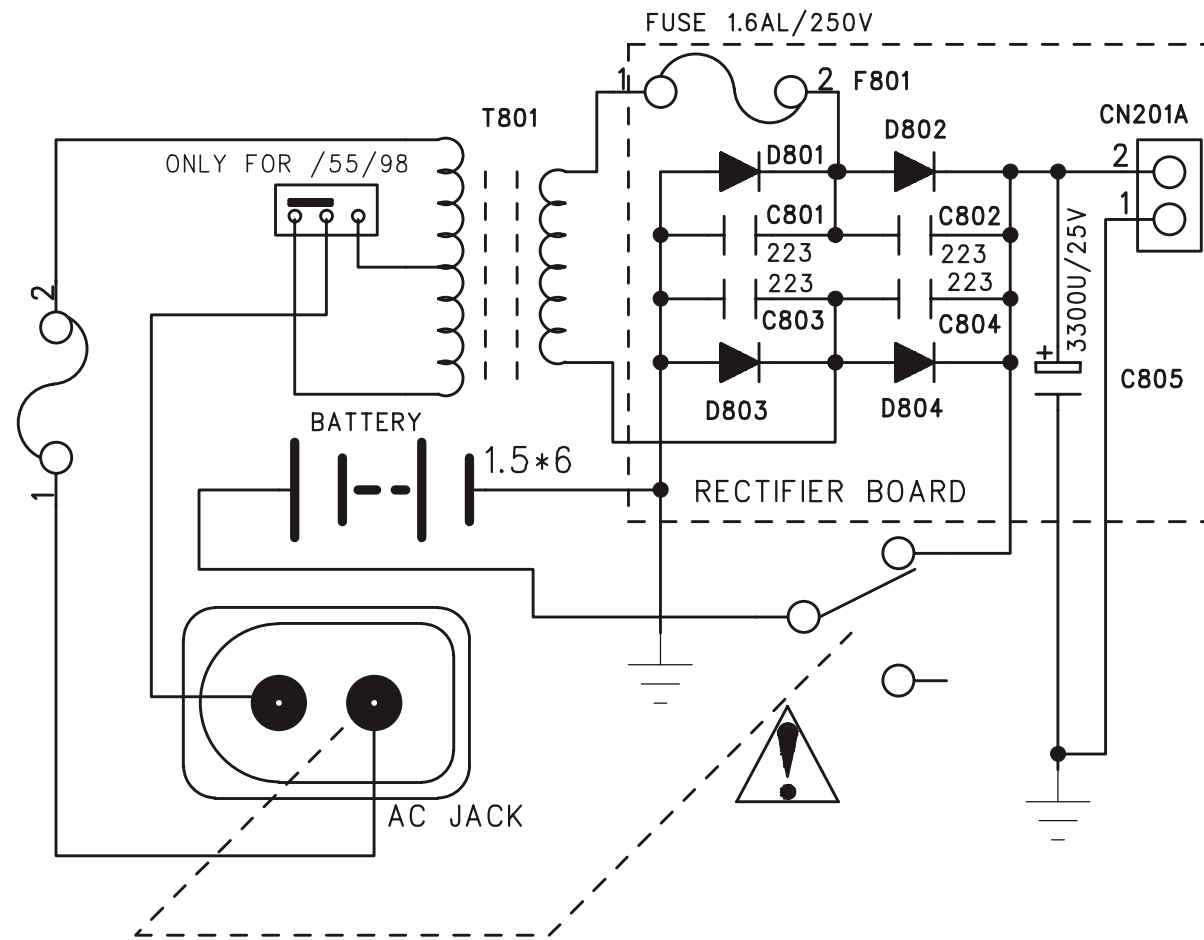 FUSE 1.6AL/250V
1
2
F801
T801
CN201A
D802
ONLY FOR /55/98
D801
2
C801
C802
1
223
223
223
223
3300U/25V
2
C803
C804
+
D803
D804
C805
BATTERY
1.5*6
1
RECTIFIER BOARD
!
AC JACK